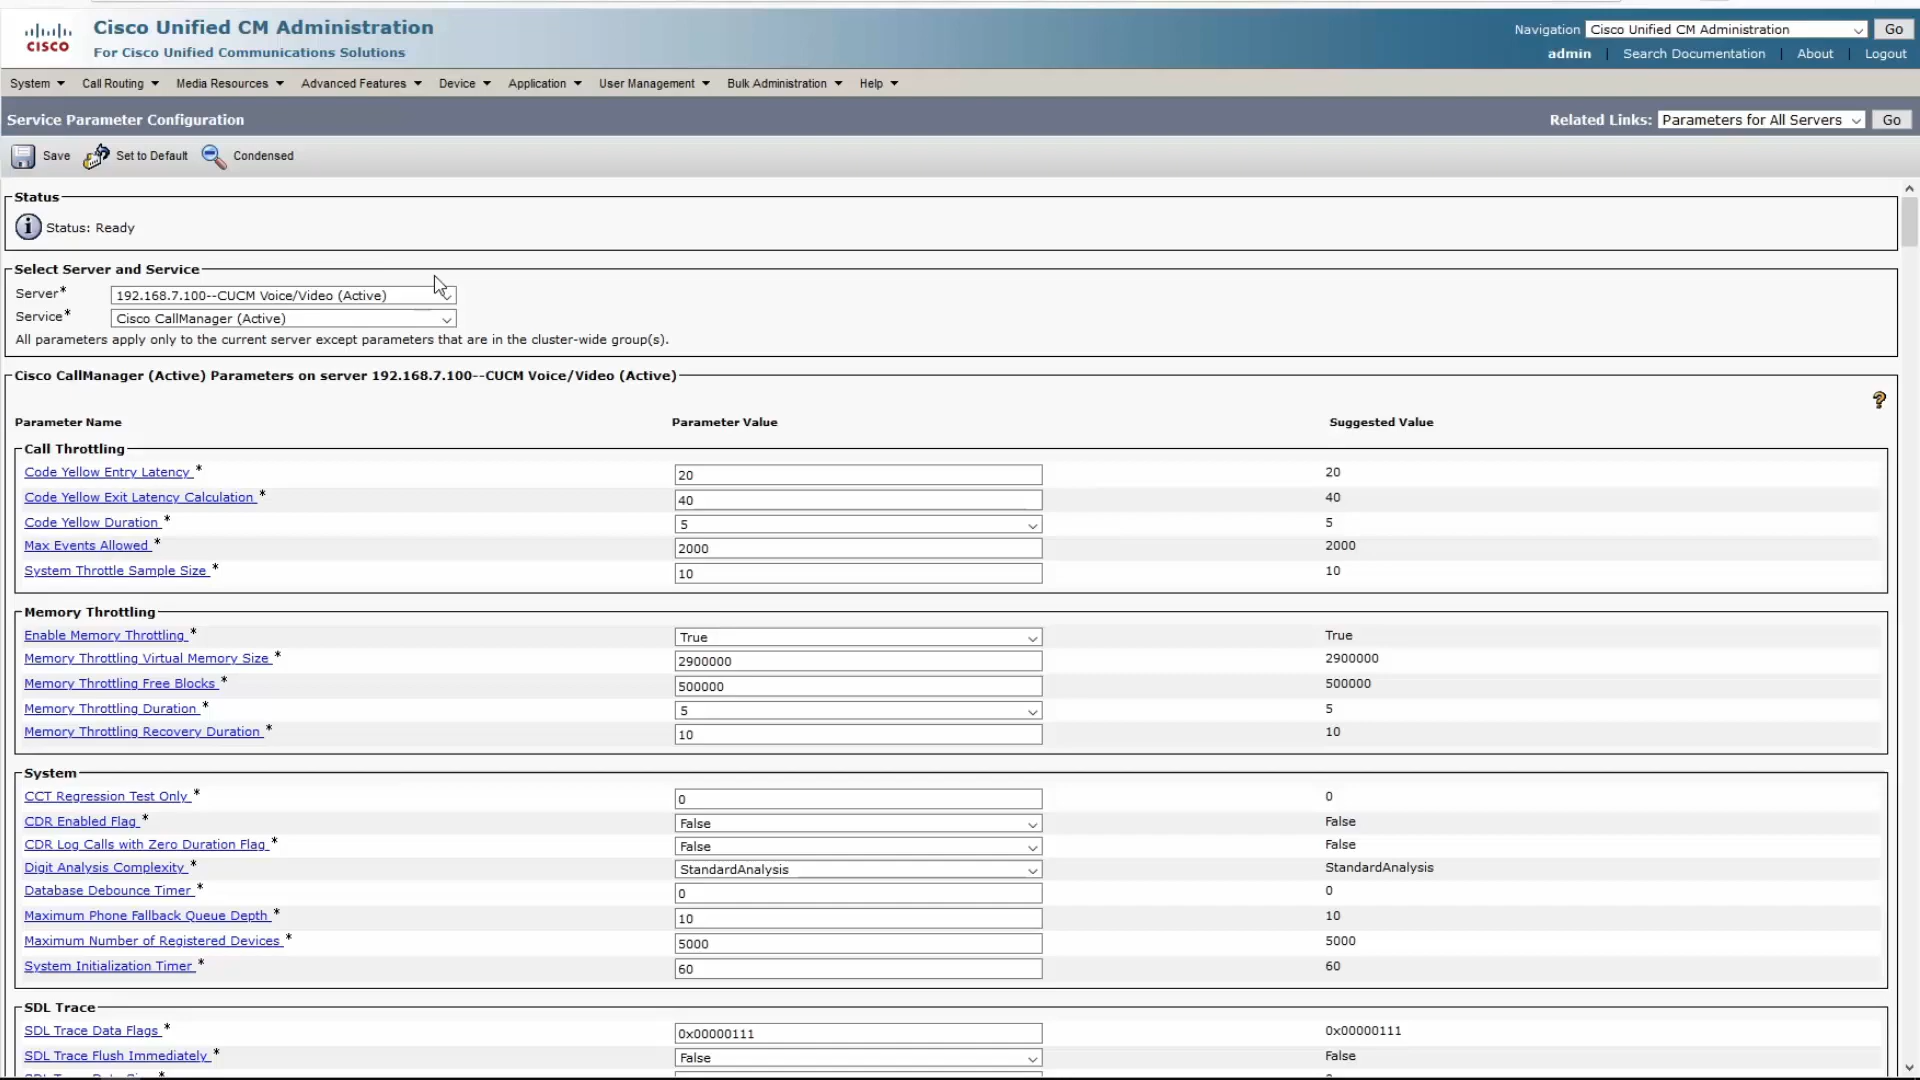 CISCO
Cisco Unified CM Administration
For Cisco Unified Communications Solutions
Navigation Cisco Unified CM Administration Go
admin | Search Documentation | About | Logout
System Call Routing Media Resources Advanced Features Device Application User Management Bulk Administration Help
Service Parameter Configuration
Related Links: Parameters for All Servers Go
Save Set to Default Condensed
Status
Status: Ready
Select Server and Service
Server* 192.168.7.100--CUCM Voice/Video (Active)
Service* Cisco CallManager (Active)
All parameters apply only to the current server except parameters that are in the cluster-wide group(s).
Cisco CallManager (Active) Parameters on server 192.168.7.100--CUCM Voice/Video (Active)
?
Parameter Name Parameter Value Suggested Value
Call Throttling
Code Yellow Entry Latency * 20 20
Code Yellow Exit Latency Calculation * 40 40
Code Yellow Duration * 5 5
Max Events Allowed * 2000 2000
System Throttle Sample Size * 10 10
Memory Throttling
Enable Memory Throttling * True True
Memory Throttling Virtual Memory Size * 2900000 2900000
Memory Throttling Free Blocks * 500000 500000
Memory Throttling Duration * 5 5
Memory Throttling Recovery Duration * 10 10
System
CCT Regression Test Only * 0 0
CDR Enabled Flag * False False
CDR Log Calls with Zero Duration Flag * False False
Digit Analysis Complexity * StandardAnalysis StandardAnalysis
Database Debounce Timer * 0 0
Maximum Phone Fallback Queue Depth * 10 10
Maximum Number of Registered Devices * 5000 5000
System Initialization Timer * 60 60
SDL Trace
SDL Trace Data Flags * 0x00000111 0x00000111
SDL Trace Flush Immediately * False False